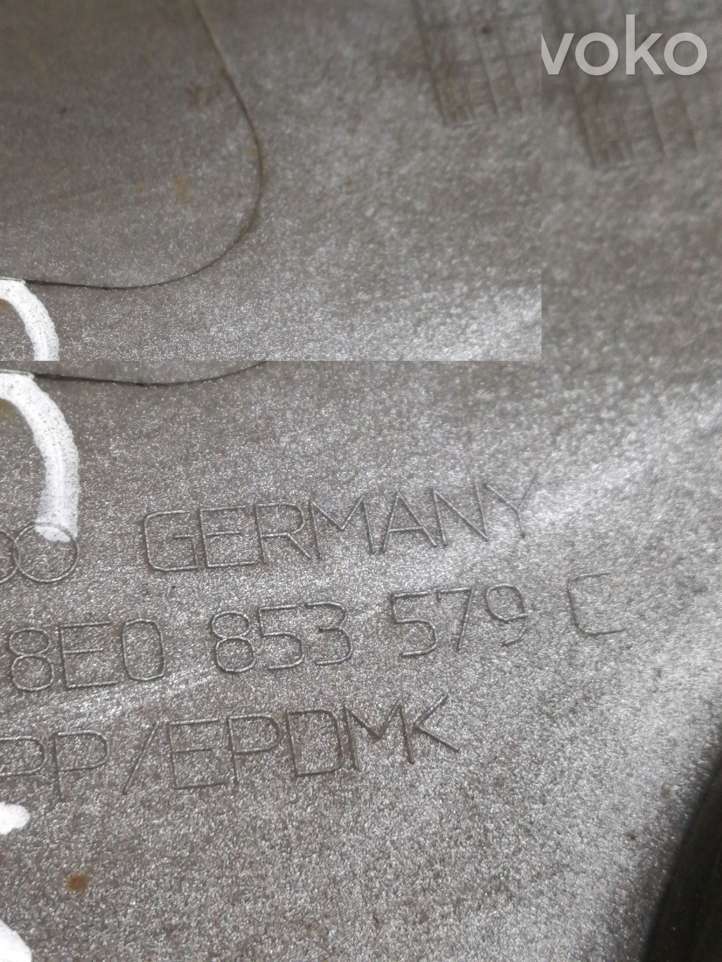 voko
GERMANY
8E0 853 579 C
PP/EPDMK